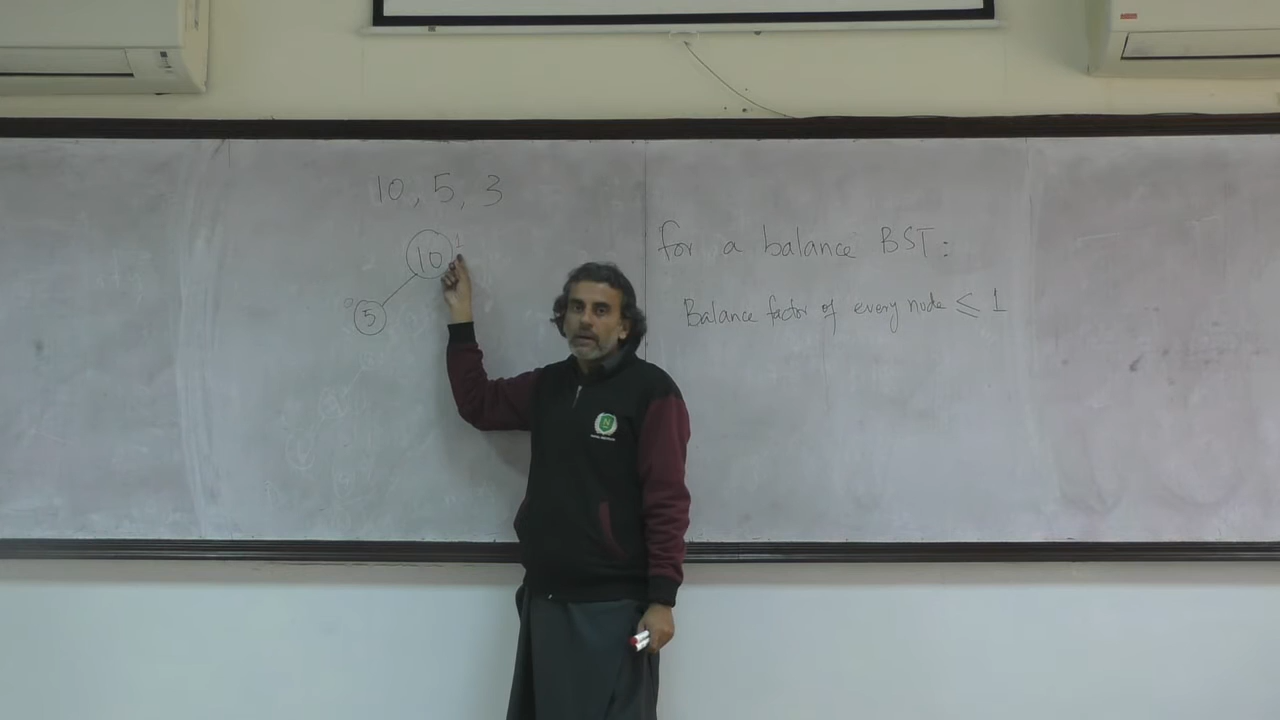 10, 5, 3
10 1
0 5
for a balance BST:
Balance factor of every node ≤ 1